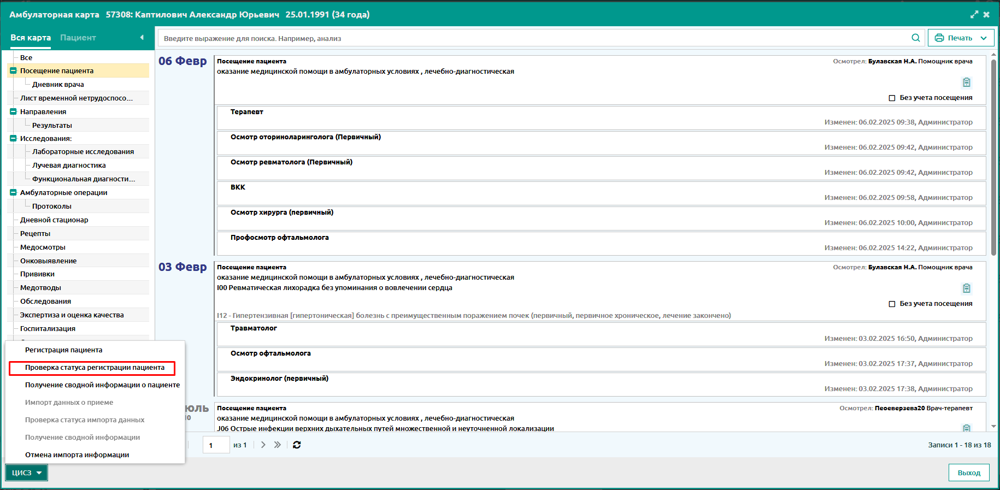 Амбулаторная карта 57308: Каптилович Александр Юрьевич 25.01.1991 (34 года)
Вся карта Пациент
Введите выражение для поиска. Например, анализ
Печать
Все
Посещение пациента
Дневник врача
Лист временной нетрудоспосо...
Направления
Результаты
Исследования:
Лабораторные исследования
Лучевая диагностика
Функциональная диагности...
Амбулаторные операции
Протоколы
Дневной стационар
Рецепты
Медосмотры
Онковыявление
Прививки
Медотводы
Обследования
Экспертиза и оценка качества
Госпитализация
Регистрация пациента
Проверка статуса регистрации пациента
Получение сводной информации о пациенте
Импорт данных о приеме
Проверка статуса импорта данных
Получение сводной информации
Отмена импорта информации
ЦИСЗ
06 Февр
Посещение пациента
Осмотрел: Булавская Н.А. Помощник врача
оказание медицинской помощи в амбулаторных условиях , лечебно-диагностическая
Без учета посещения
Терапевт
Изменен: 06.02.2025 09:38, Администратор
Осмотр оториноларинголога (Первичный)
Изменен: 06.02.2025 09:42, Администратор
Осмотр ревматолога (Первичный)
Изменен: 06.02.2025 09:42, Администратор
ВКК
Изменен: 06.02.2025 09:58, Администратор
Осмотр хирурга (первичный)
Изменен: 06.02.2025 10:00, Администратор
Профосмотр офтальмолога
Изменен: 06.02.2025 14:22, Администратор
03 Февр
Посещение пациента
Осмотрел: Булавская Н.А. Помощник врача
оказание медицинской помощи в амбулаторных условиях , лечебно-диагностическая
I00 Ревматическая лихорадка без упоминания о вовлечении сердца
Без учета посещения
I12 - Гипертензивная [гипертоническая] болезнь с преимущественным поражением почек (первичный, первичное хроническое, лечение закончено)
Травматолог
Изменен: 03.02.2025 16:50, Администратор
Осмотр офтальмолога
Изменен: 03.02.2025 17:37, Администратор
Эндокринолог (первичный)
Изменен: 03.02.2025 17:38, Администратор
юль
10
Посещение пациента
Осмотрел: Пеоеверзева20 Врач-терапевт
оказание медицинской помощи в амбулаторных условиях , лечебно-диагностическая
J06 Острые инфекции верхних дыхательных путей множественной и неуточненной локализации
1 из 1
Записи 1 - 18 из 18
Выход